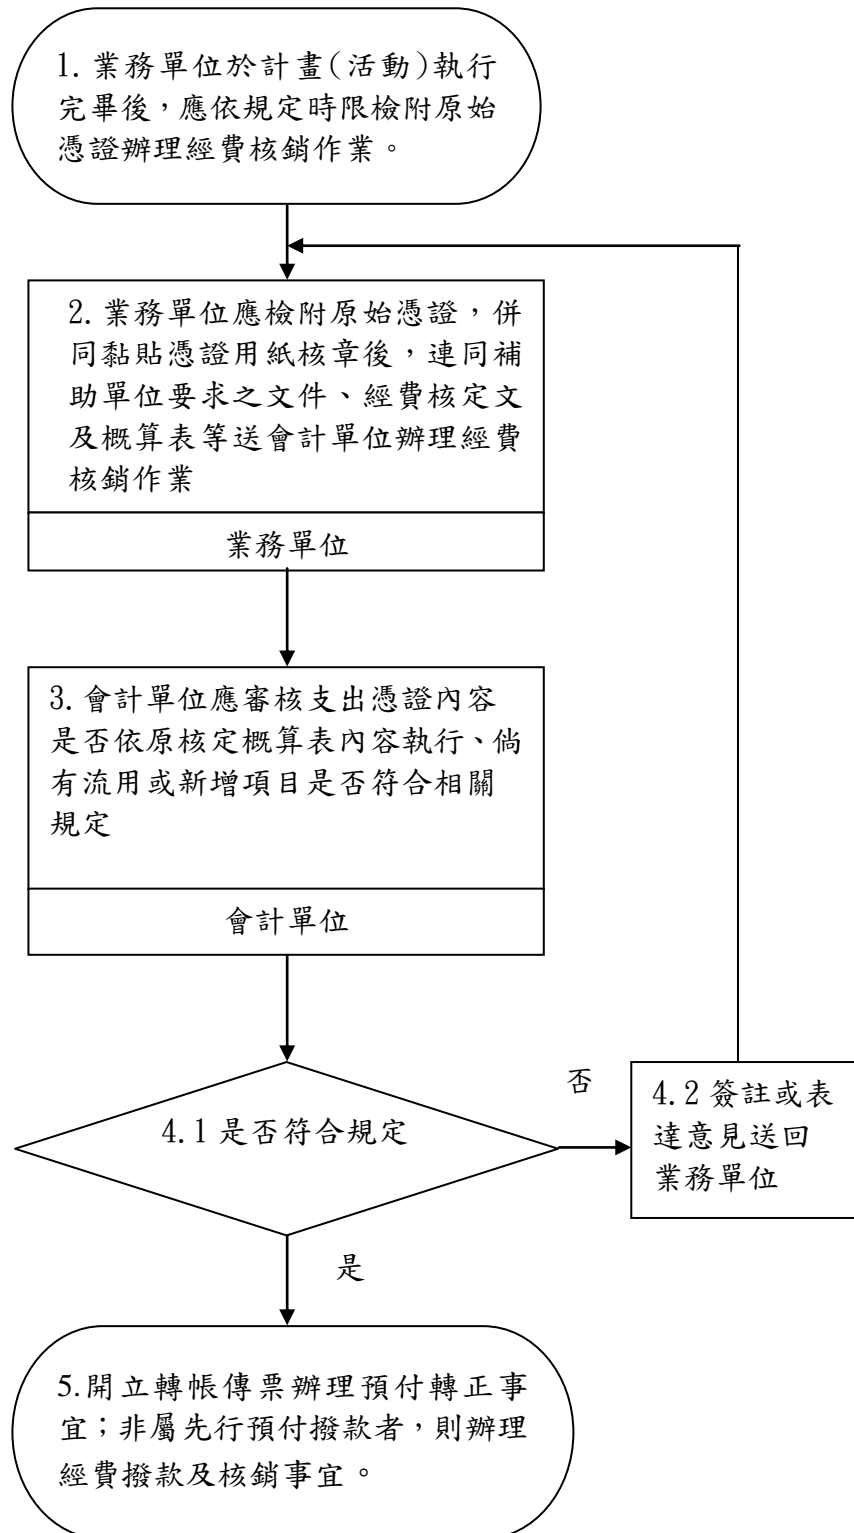 1. 業務單位於計畫(活動)執行
完畢後，應依規定時限檢附原始
憑證辦理經費核銷作業。
2. 業務單位應檢附原始憑證，併
同黏貼憑證用紙核章後，連同補
助單位要求之文件、經費核定文
及概算表等送會計單位辦理經費
核銷作業
業務單位
3. 會計單位應審核支出憑證內容
是否依原核定概算表內容執行、倘
有流用或新增項目是否符合相關
規定
會計單位
4.1 是否符合規定
否
4.2 簽註或表
達意見送回
業務單位
是
5.開立轉帳傳票辦理預付轉正事
宜；非屬先行預付撥款者，則辦理
經費撥款及核銷事宜。